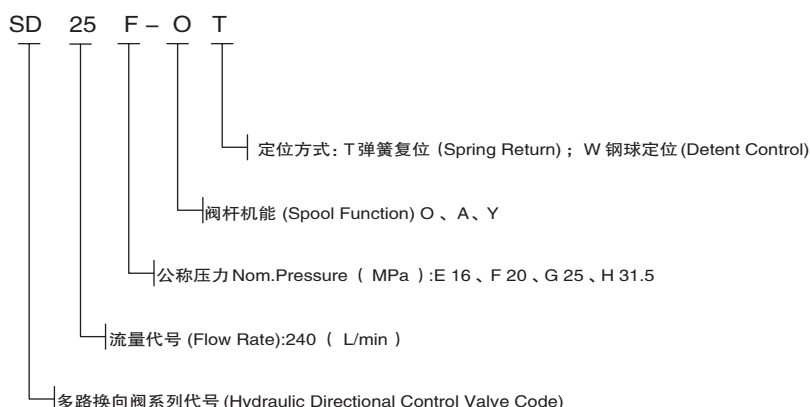 SD 25 F – O T
定位方式: T 弹簧复位 (Spring Return) ; W 钢球定位 (Detent Control)
阀杆机能 (Spool Function) O 、A、Y
公称压力 Nom.Pressure ( MPa ) :E 16 、F 20 、G 25 、H 31.5
流量代号 (Flow Rate):240 ( L/min )
多路换向阀系列代号 (Hydraulic Directional Control Valve Code)